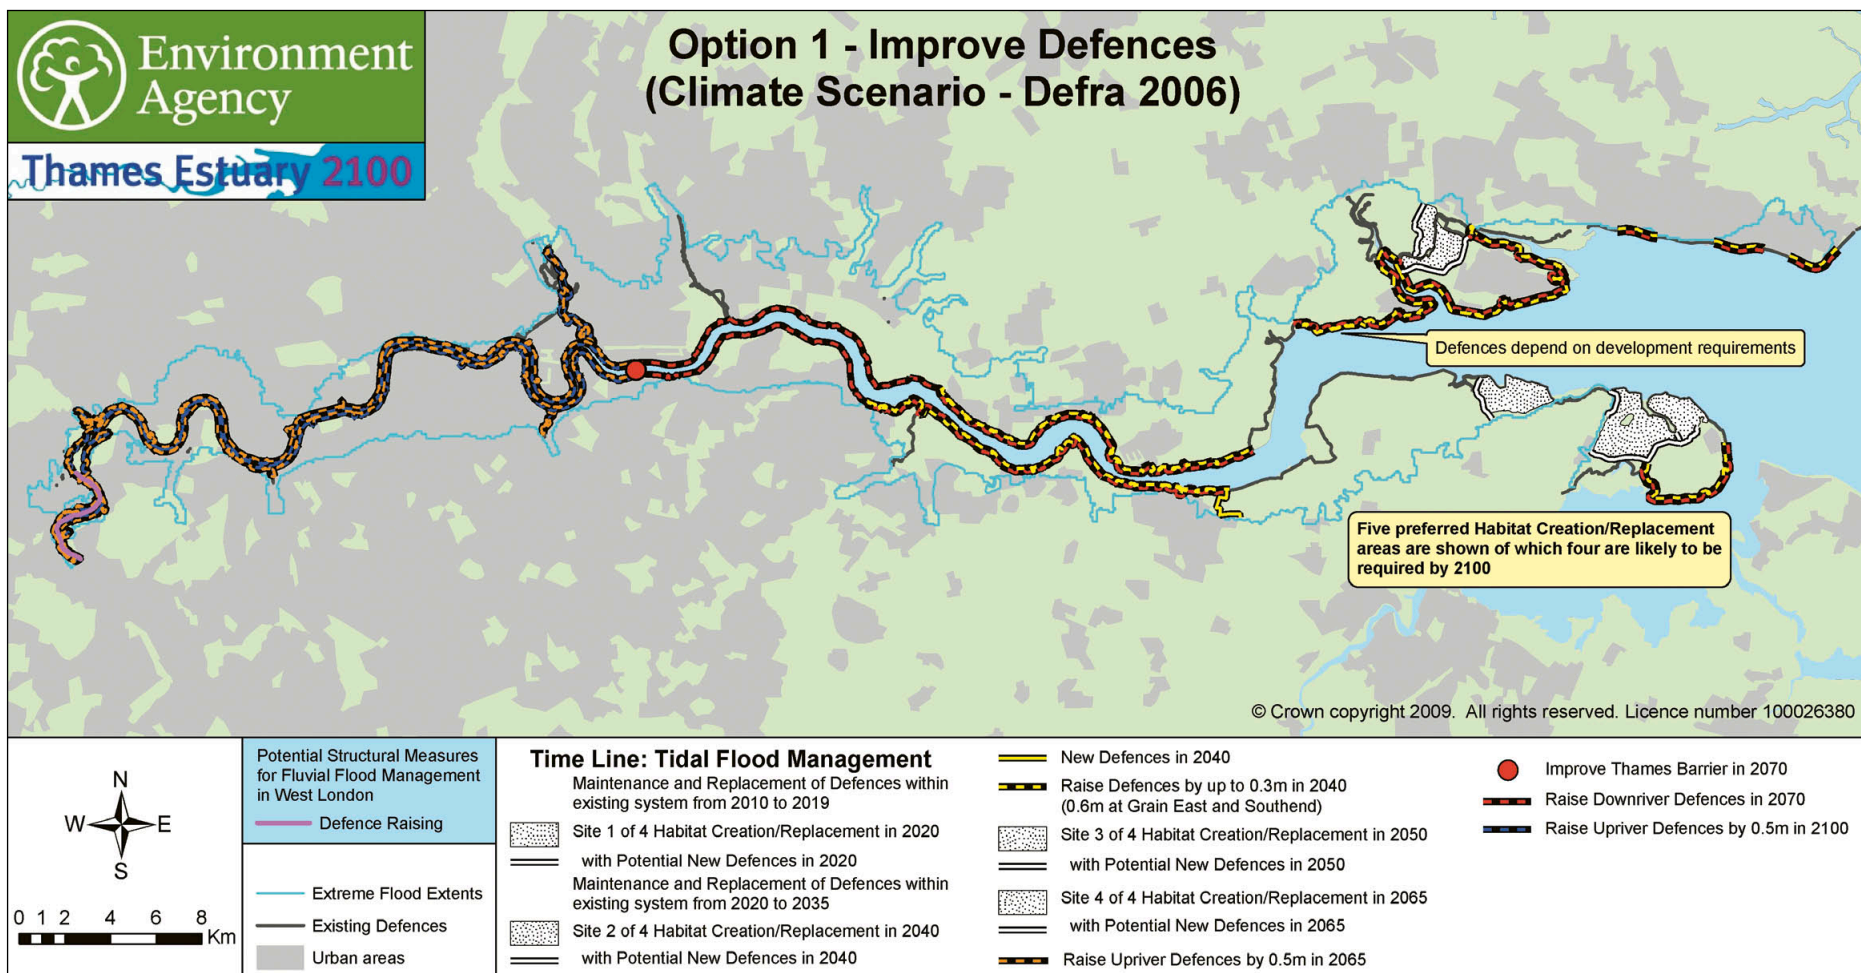 Environment
Agency
Thames Estuary 2100
Option 1 - Improve Defences
(Climate Scenario - Defra 2006)
Defences depend on development requirements
Five preferred Habitat Creation/Replacement
areas are shown of which four are likely to be
required by 2100
© Crown copyright 2009. All rights reserved. Licence number 100026380
N
W E
S
0 1 2 4 6 8
Km
Potential Structural Measures
for Fluvial Flood Management
in West London
Defence Raising
Extreme Flood Extents
Existing Defences
Urban areas
Time Line: Tidal Flood Management
Maintenance and Replacement of Defences within
existing system from 2010 to 2019
Site 1 of 4 Habitat Creation/Replacement in 2020
with Potential New Defences in 2020
Maintenance and Replacement of Defences within
existing system from 2020 to 2035
Site 2 of 4 Habitat Creation/Replacement in 2040
with Potential New Defences in 2040
New Defences in 2040
Raise Defences by up to 0.3m in 2040
(0.6m at Grain East and Southend)
Site 3 of 4 Habitat Creation/Replacement in 2050
with Potential New Defences in 2050
Site 4 of 4 Habitat Creation/Replacement in 2065
with Potential New Defences in 2065
Raise Upriver Defences by 0.5m in 2065
Improve Thames Barrier in 2070
Raise Downriver Defences in 2070
Raise Upriver Defences by 0.5m in 2100